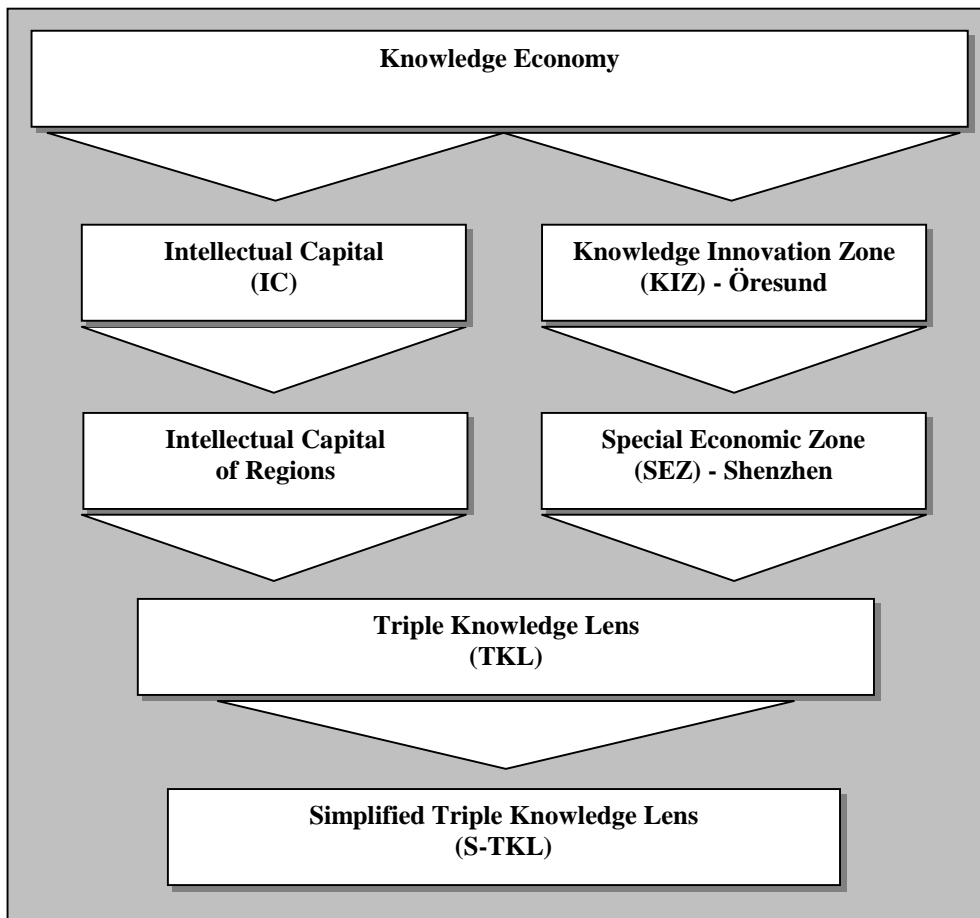 Knowledge Economy
Intellectual Capital
(IC)
Knowledge Innovation Zone
(KIZ) - Öresund
Intellectual Capital
of Regions
Special Economic Zone
(SEZ) - Shenzhen
Triple Knowledge Lens
(TKL)
Simplified Triple Knowledge Lens
(S-TKL)